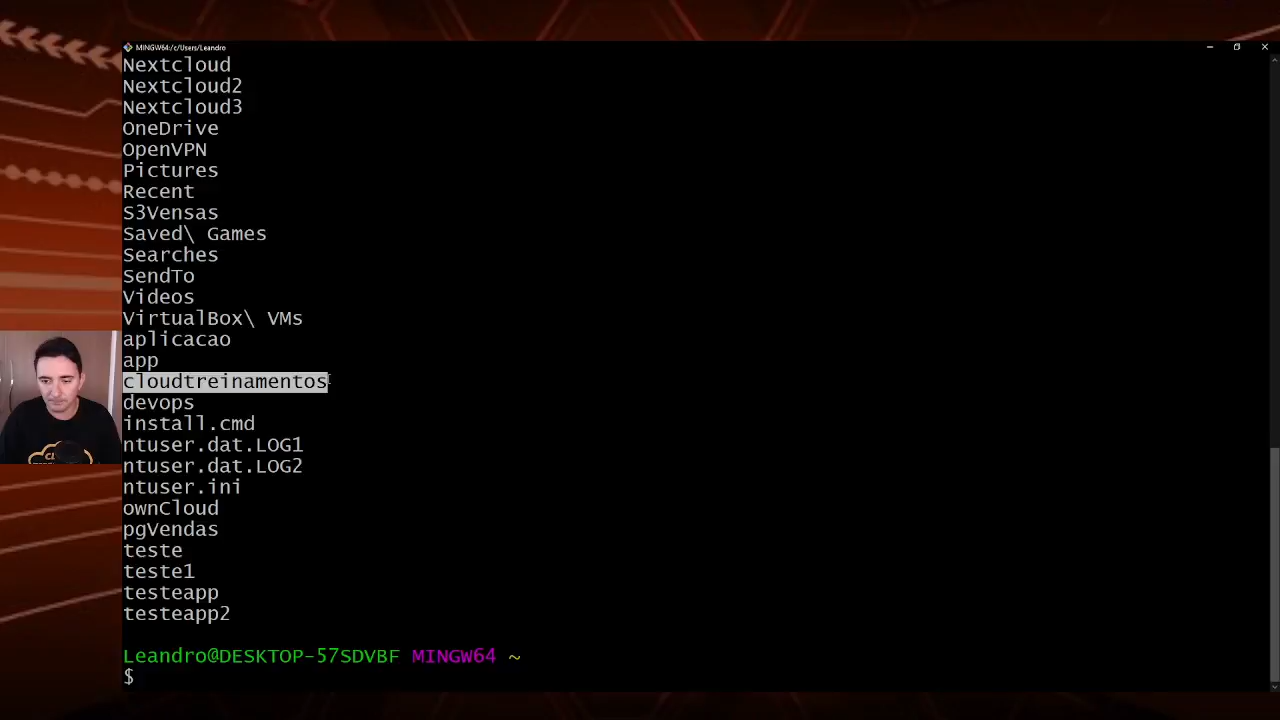 MINGW64:/c/Users/Leandro
Nextcloud
Nextcloud2
Nextcloud3
OneDrive
OpenVPN
Pictures
Recent
S3Vensas
Saved\ Games
Searches
SendTo
Videos
VirtualBox\ VMs
aplicacao
app
cloudtreinamentos
devops
install.cmd
ntuser.dat.LOG1
ntuser.dat.LOG2
ntuser.ini
ownCloud
pgVendas
teste
teste1
testeapp
testeapp2
Leandro@DESKTOP-57SDVBF MINGW64 ~
$